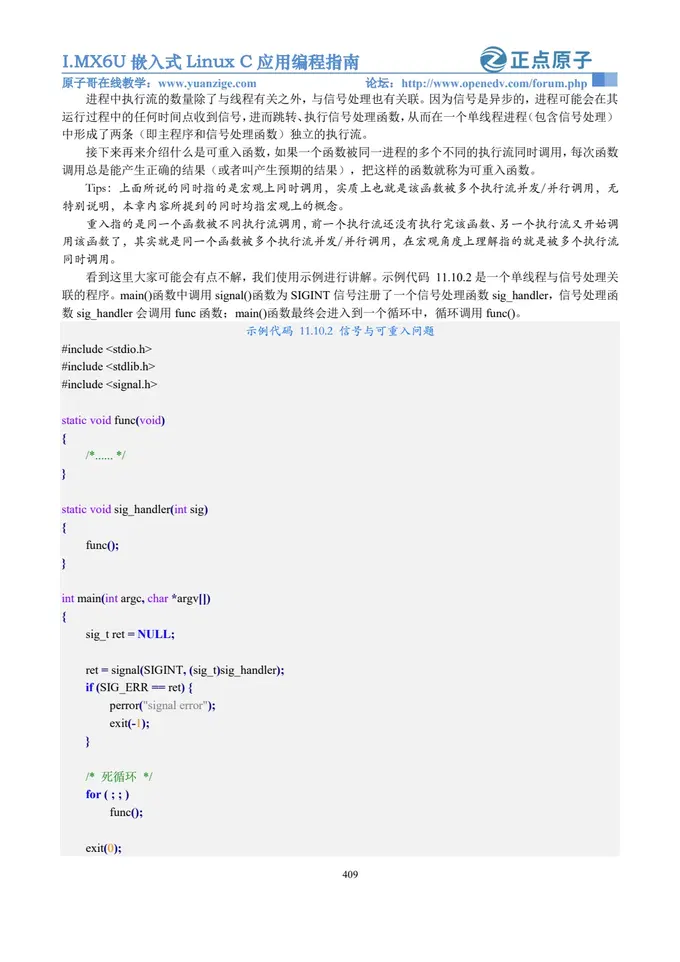 I.MX6U 嵌入式 Linux C 应用编程指南
正点原子
原子哥在线教学：www.yuanzige.com 论坛：http://www.openedv.com/forum.php
进程中执行流的数量除了与线程有关之外，与信号处理也有关联。因为信号是异步的，进程可能会在其
运行过程中的任何时间点收到信号，进而跳转、执行信号处理函数，从而在一个单线程进程（包含信号处理）
中形成了两条（即主程序和信号处理函数）独立的执行流。
接下来再来介绍什么是可重入函数，如果一个函数被同一进程的多个不同的执行流同时调用，每次函数
调用总是能产生正确的结果（或者叫产生预期的结果），把这样的函数就称为可重入函数。
Tips：上面所说的同时指的是宏观上同时调用，实质上也就是该函数被多个执行流并发/并行调用，无
特别说明，本章内容所提到的同时均指宏观上的概念。
重入指的是同一个函数被不同执行流调用，前一个执行流还没有执行完该函数、另一个执行流又开始调
用该函数了，其实就是同一个函数被多个执行流并发/并行调用，在宏观角度上理解指的就是被多个执行流
同时调用。
看到这里大家可能会有点不解，我们使用示例进行讲解。示例代码 11.10.2 是一个单线程与信号处理关
联的程序。main()函数中调用 signal()函数为 SIGINT 信号注册了一个信号处理函数 sig_handler，信号处理函
数 sig_handler 会调用 func 函数；main()函数最终会进入到一个循环中，循环调用 func()。
示例代码 11.10.2 信号与可重入问题
#include <stdio.h>
#include <stdlib.h>
#include <signal.h>
static void func(void)
{
/*...... */
}
static void sig_handler(int sig)
{
func();
}
int main(int argc, char *argv[])
{
sig_t ret = NULL;
ret = signal(SIGINT, (sig_t)sig_handler);
if (SIG_ERR == ret) {
perror("signal error");
exit(-1);
}
/* 死循环 */
for ( ; ; )
func();
exit(0);
409